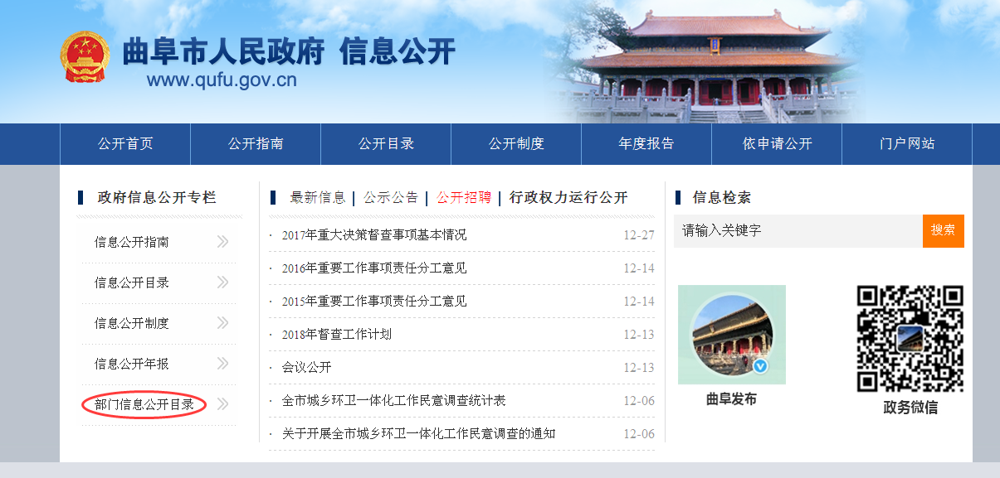 曲阜市人民政府 信息公开
www.qufu.gov.cn
公开首页 公开指南 公开目录 公开制度 年度报告 依申请公开 门户网站
政府信息公开专栏
信息公开指南
信息公开目录
信息公开制度
信息公开年报
部门信息公开目录
最新信息 公示公告 公开招聘 行政权力运行公开
2017年重大决策督查事项基本情况 12-27
2016年重要工作事项责任分工意见 12-14
2015年重要工作事项责任分工意见 12-14
2018年督查工作计划 12-13
会议公开 12-13
全市城乡环卫一体化工作民意调查统计表 12-06
关于开展全市城乡环卫一体化工作民意调查的通知 12-06
信息检索
请输入关键字 搜索
曲阜发布
政务微信